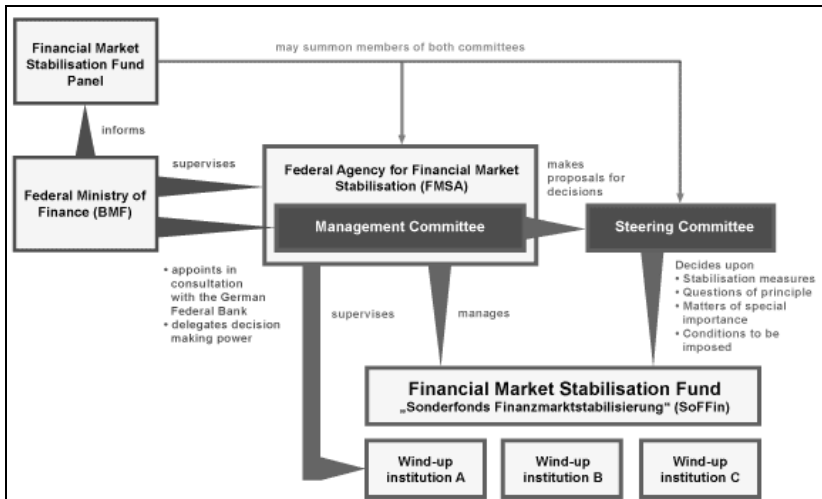 Financial Market
Stabilisation Fund
Panel
may summon members of both committees
informs
Federal Ministry of
Finance (BMF)
supervises
Federal Agency for Financial Market
Stabilisation (FMSA)
Management Committee
makes
proposals for
decisions
Steering Committee
• appoints in
consultation
with the German
Federal Bank
• delegates decision
making power
supervises
manages
Decides upon
• Stabilisation measures
• Questions of principle
• Matters of special
importance
• Conditions to be
imposed
Financial Market Stabilisation Fund
„Sonderfonds Finanzmarktstabilisierung“ (SoFFin)
Wind-up
institution A
Wind-up
institution B
Wind-up
institution C